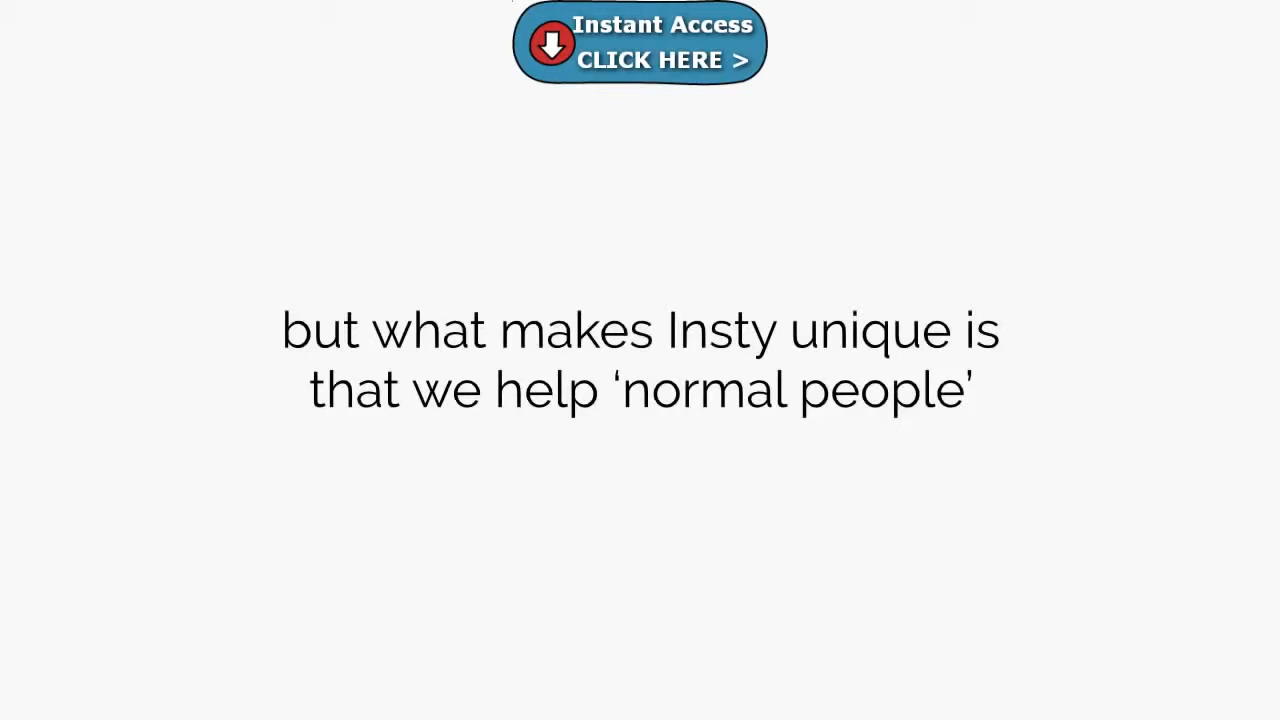 Instant Access
CLICK HERE >
but what makes Insty unique is
that we help ‘normal people’